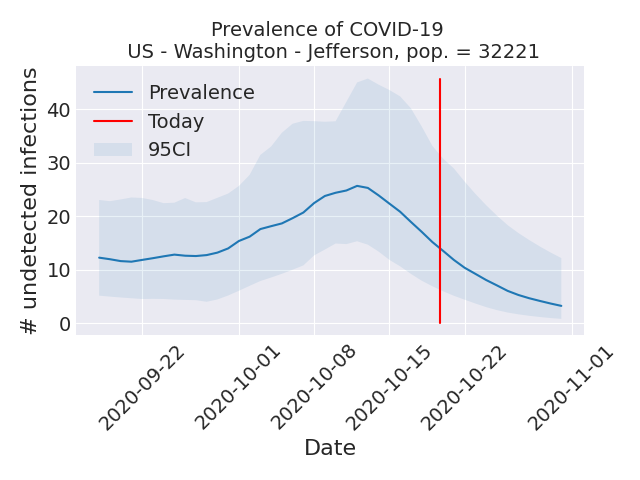 Prevalence of COVID-19
US - Washington - Jefferson, pop. = 32221
# undetected infections
40
30
20
10
0
Prevalence
Today
95CI
2020-09-22
2020-10-01
2020-10-08
2020-10-15
2020-10-22
2020-11-01
Date